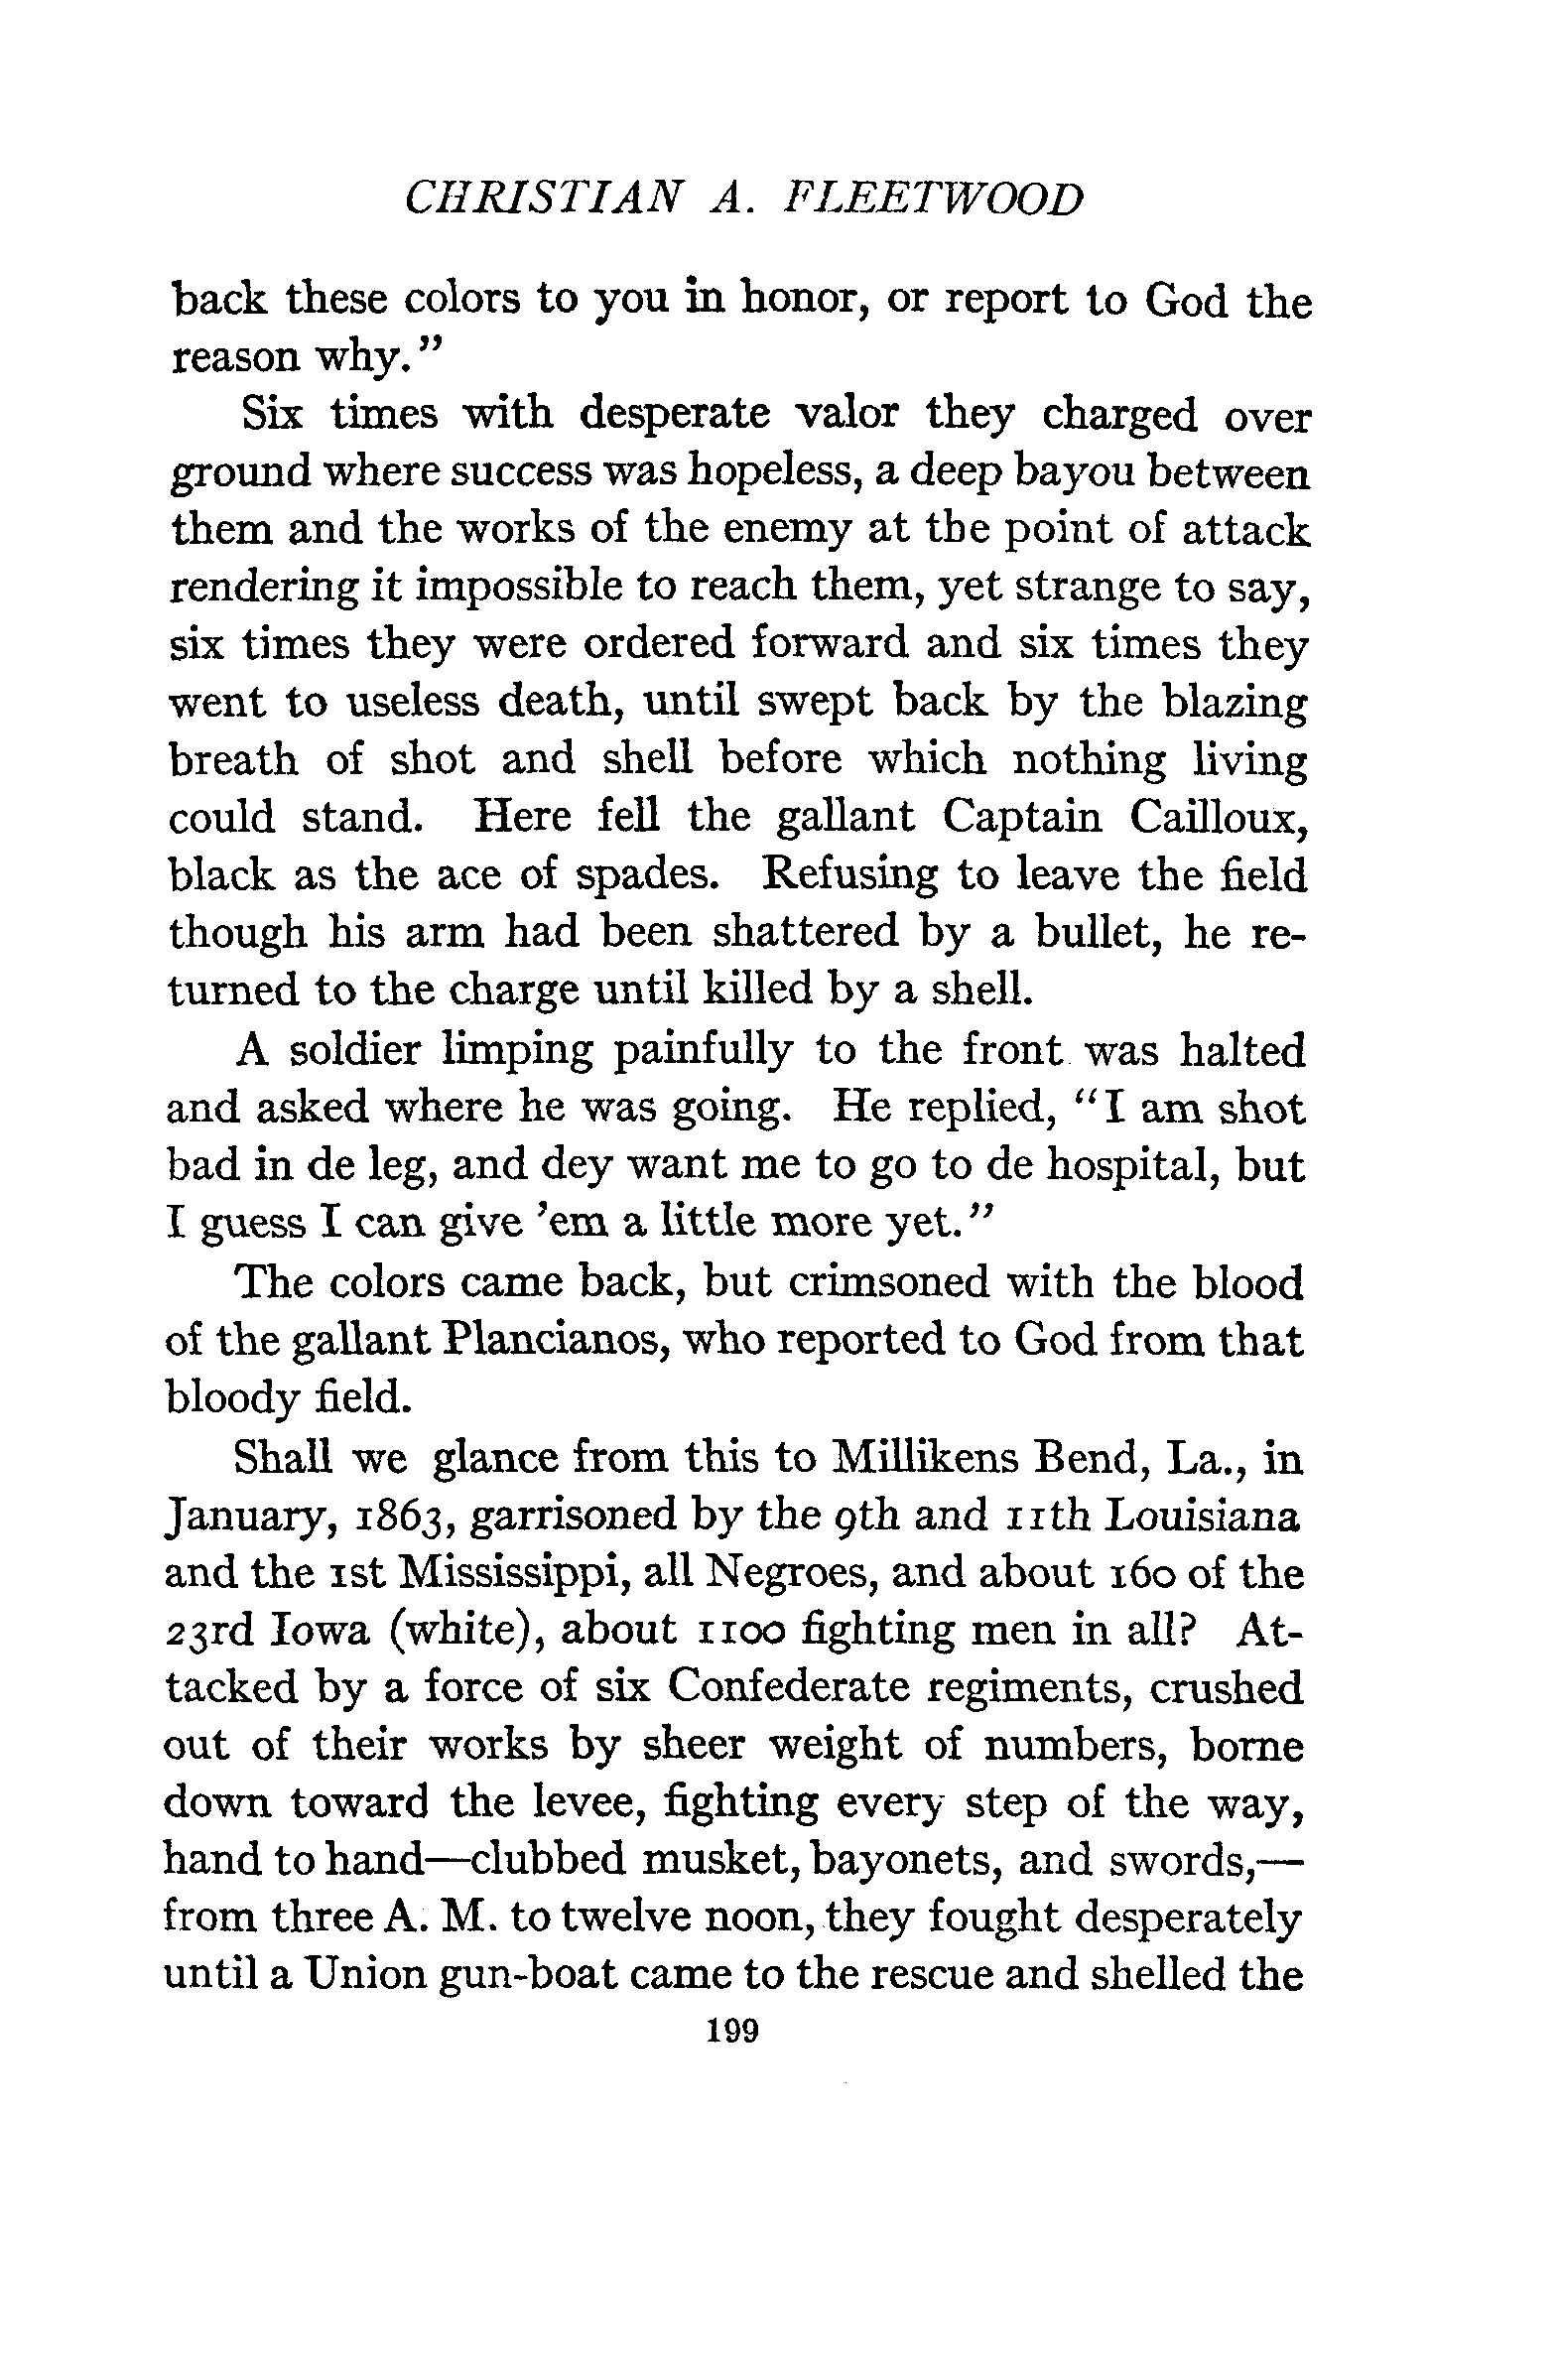 CHRISTIAN A. FLEETWOOD
back these colors to you in honor, or report to God the
reason why."
Six times with desperate valor they charged over
ground where success was hopeless, a deep bayou between
them and the works of the enemy at the point of attack
rendering it impossible to reach them, yet strange to say,
six times they were ordered forward and six times they
went to useless death, until swept back by the blazing
breath of shot and shell before which nothing living
could stand. Here fell the gallant Captain Cailloux,
black as the ace of spades. Refusing to leave the field
though his arm had been shattered by a bullet, he re-
turned to the charge until killed by a shell.
A soldier limping painfully to the front was halted
and asked where he was going. He replied, "I am shot
bad in de leg, and dey want me to go to de hospital, but
I guess I can give 'em a little more yet."
The colors came back, but crimsoned with the blood
of the gallant Plancianos, who reported to God from that
bloody field.
Shall we glance from this to Millikens Bend, La., in
January, 1863, garrisoned by the 9th and 11th Louisiana
and the 1st Mississippi, all Negroes, and about 160 of the
23rd Iowa (white), about 1100 fighting men in all? At-
tacked by a force of six Confederate regiments, crushed
out of their works by sheer weight of numbers, borne
down toward the levee, fighting every step of the way,
hand to hand—clubbed musket, bayonets, and swords,—
from three A. M. to twelve noon, they fought desperately
until a Union gun-boat came to the rescue and shelled the
199